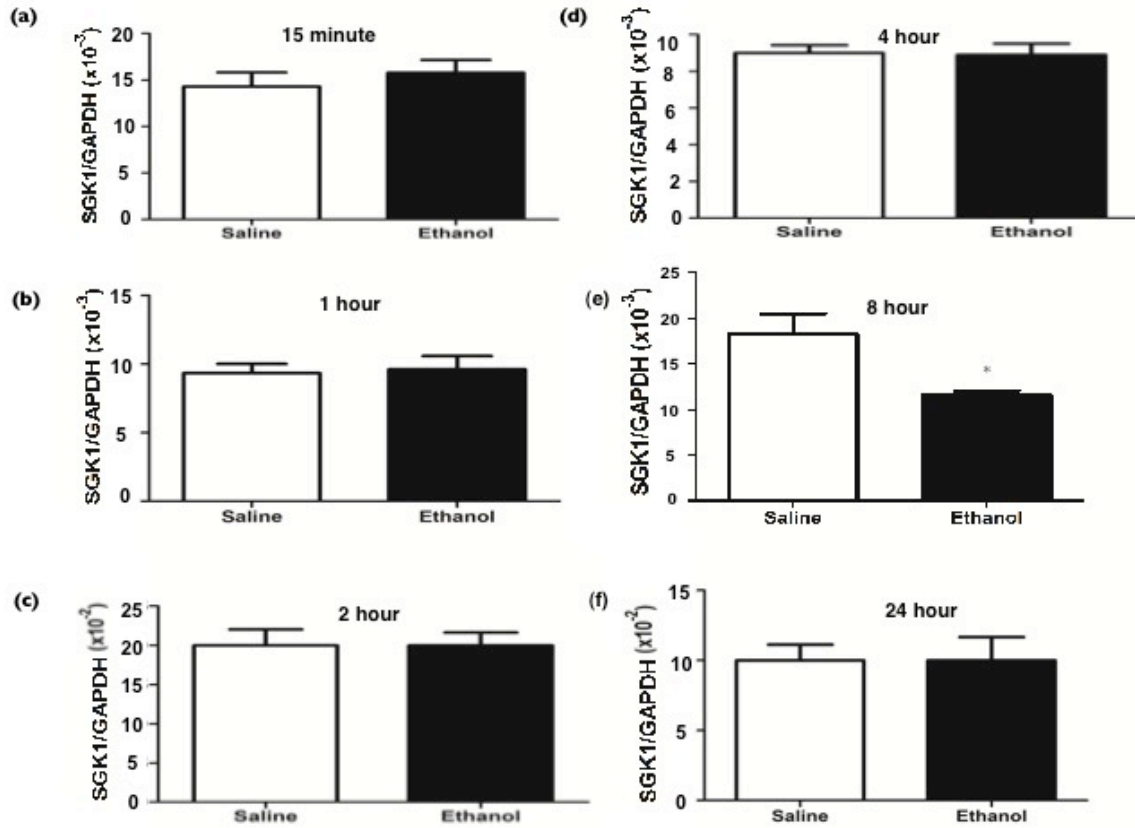 (a)
15 minute
SGK1/GAPDH (x10-3)
20
15
10
5
0
Saline Ethanol
(b)
1 hour
SGK1/GAPDH (x10-3)
15
10
5
0
Saline Ethanol
(c)
2 hour
SGK1/GAPDH (x10-2)
25
20
15
10
5
0
Saline Ethanol
(d)
4 hour
SGK1/GAPDH (x10-3)
10
8
6
4
2
0
Saline Ethanol
(e)
8 hour
SGK1/GAPDH (x10-3)
25
20
15
10
5
0
*
Saline Ethanol
(f)
24 hour
SGK1/GAPDH (x10-2)
15
10
5
0
Saline Ethanol